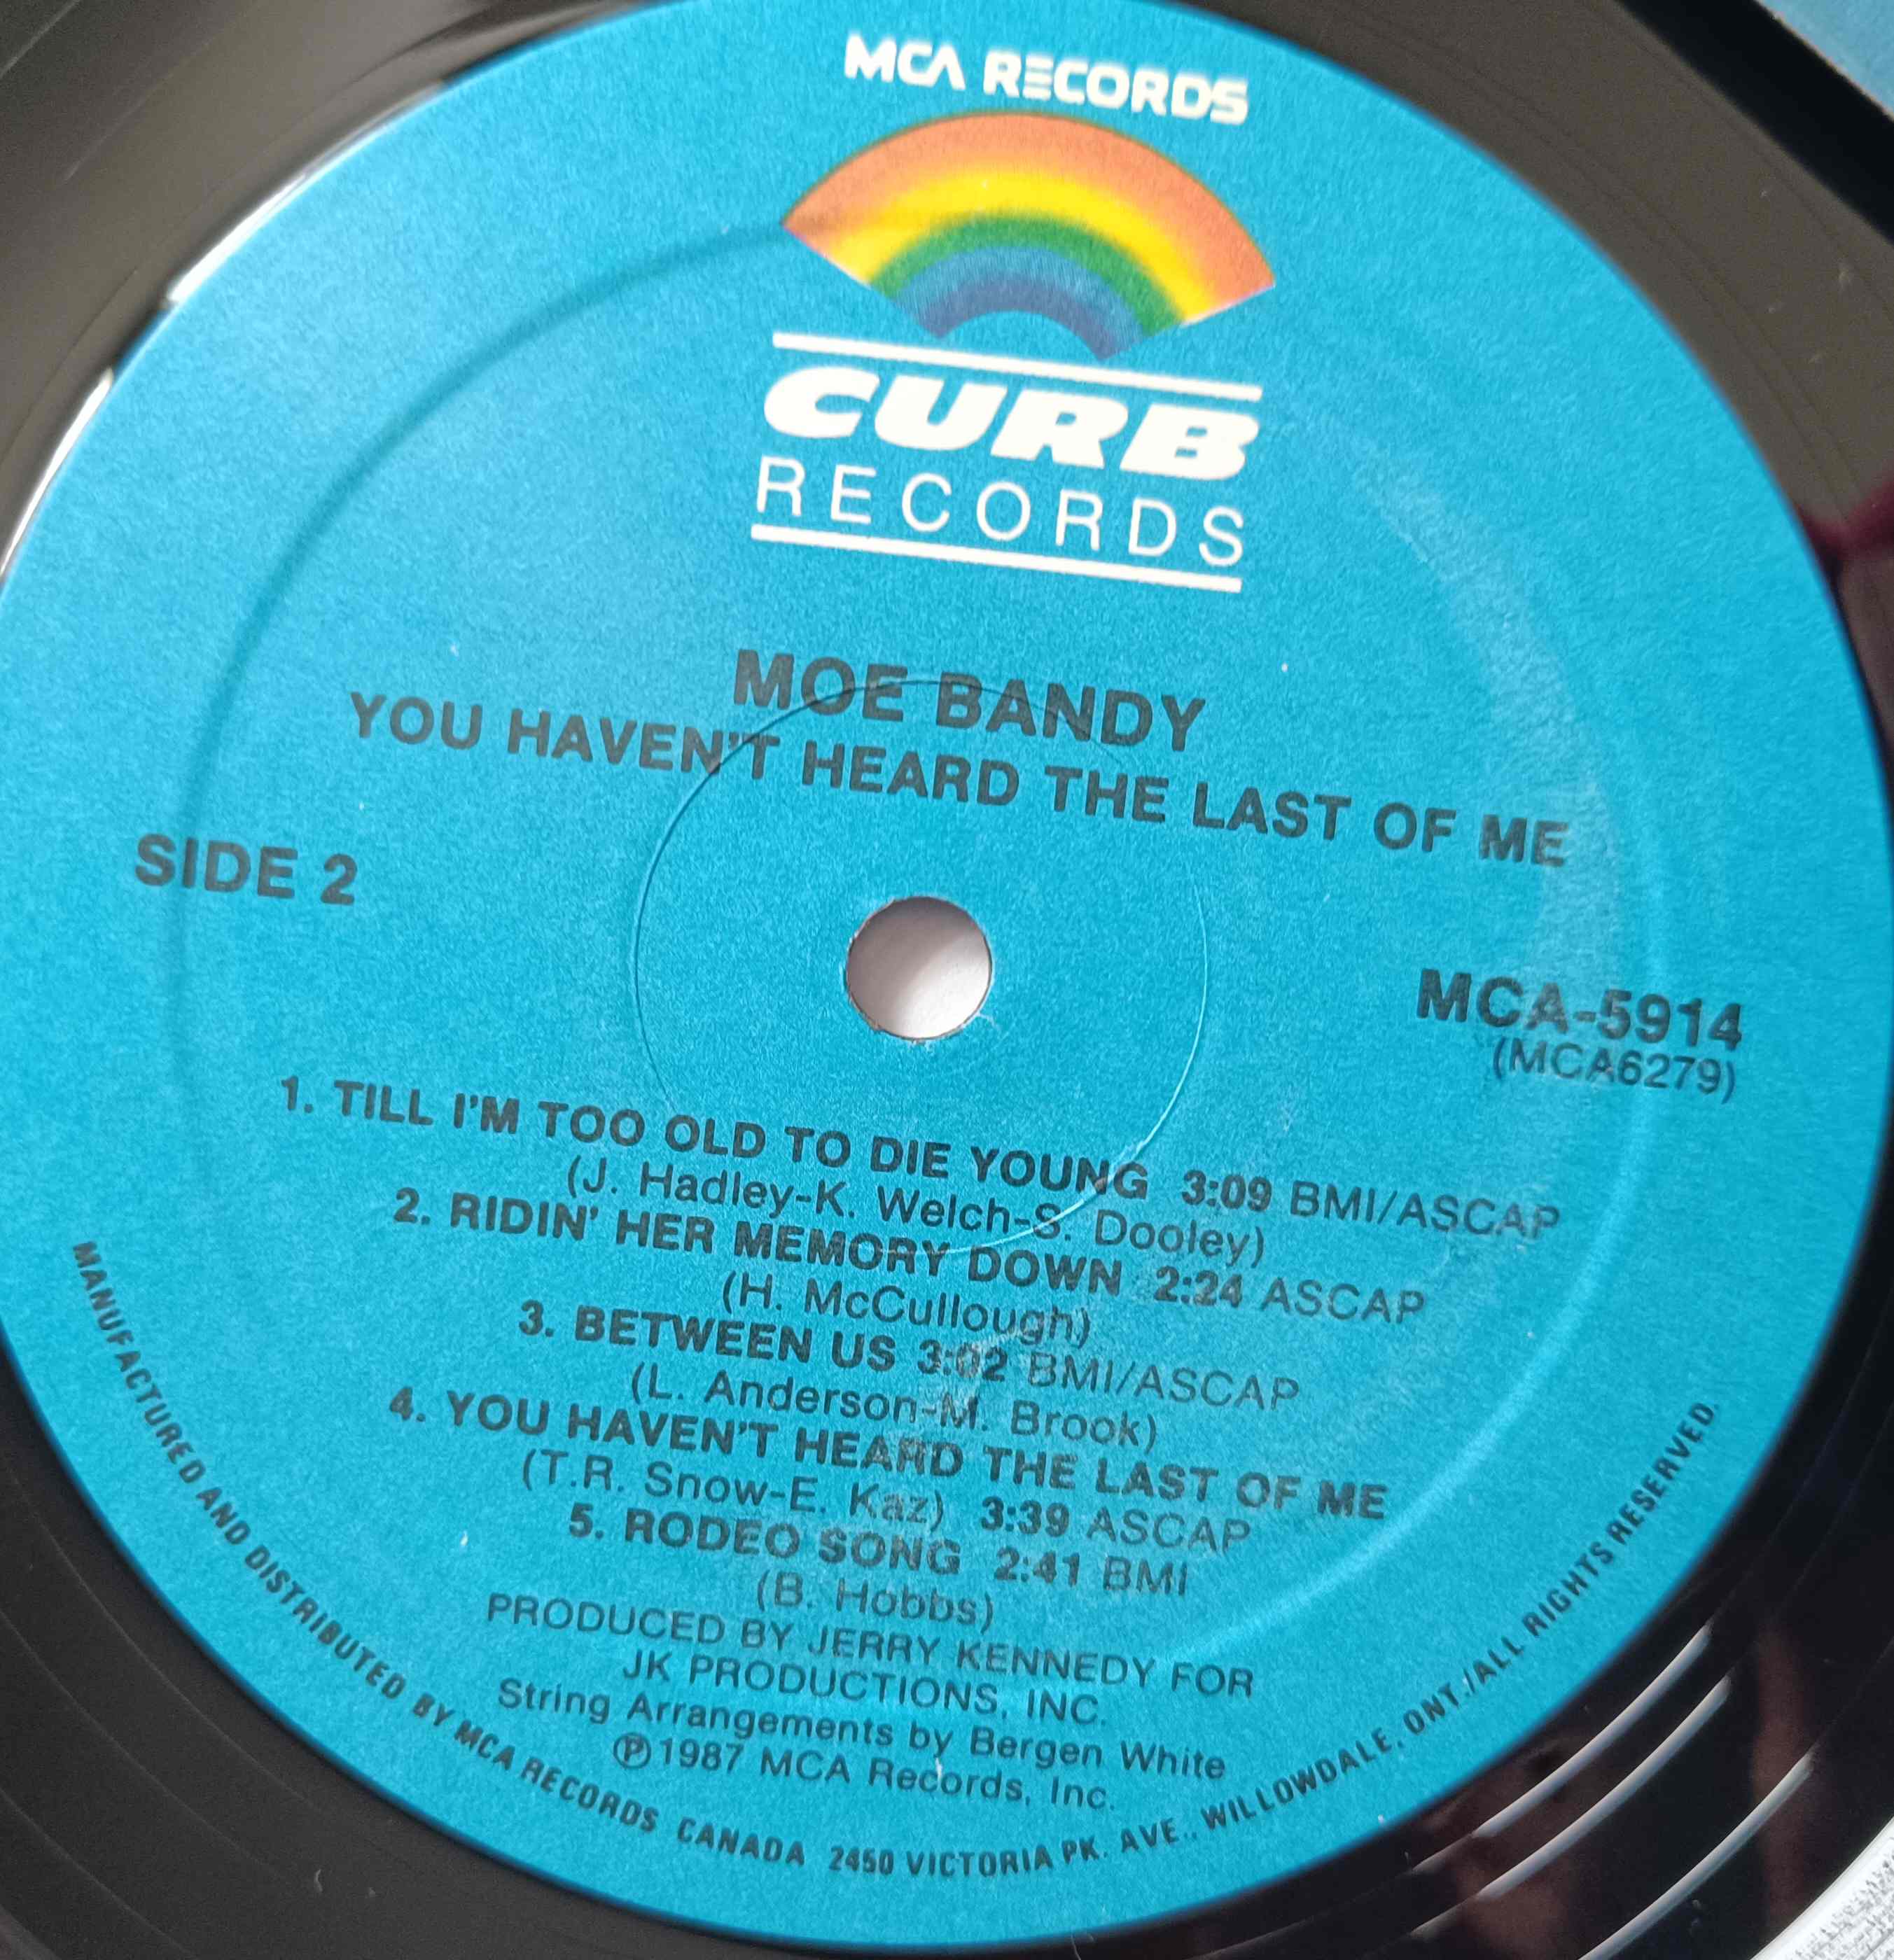 MCA RECORDS
CURB
RECORDS
MOE BANDY
YOU HAVEN'T HEARD THE LAST OF ME
SIDE 2
MCA-5914
(MCA6279)
1. TILL I'M TOO OLD TO DIE YOUNG 3:09 BMI/ASCAP
(J. Hadley-K. Welch-S. Dooley)
2. RIDIN' HER MEMORY DOWN 2:24 ASCAP
(H. McCullough)
3. BETWEEN US 3:02 BMI/ASCAP
(L. Anderson-M. Brook)
4. YOU HAVEN'T HEARD THE LAST OF ME
(T.R. Snow-E. Kaz) 3:39 ASCAP
5. RODEO SONG 2:41 BMI
(B. Hobbs)
PRODUCED BY JERRY KENNEDY FOR
JK PRODUCTIONS, INC.
String Arrangements by Bergen White
℗1987 MCA Records, Inc.
MANUFACTURED AND DISTRIBUTED BY MCA RECORDS CANADA 2450 VICTORIA PK. AVE., WILLOWDALE, ONT./ALL RIGHTS RESERVED.